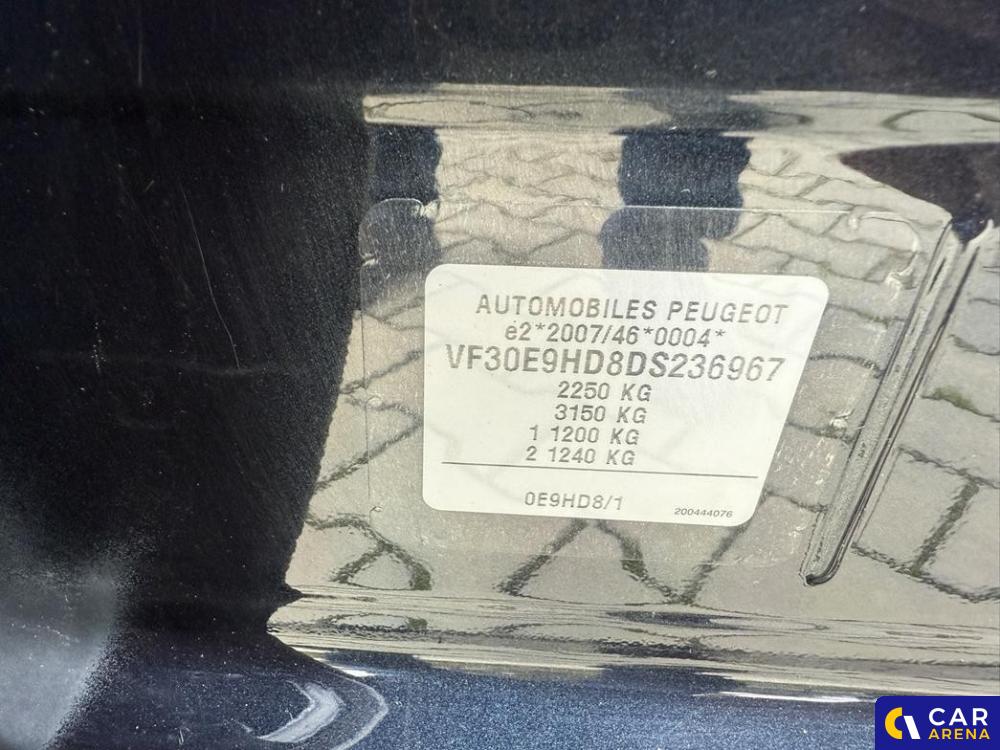 AUTOMOBILES PEUGEOT
e2*2007/46*0004*
VF30E9HD8DS236967
2250 KG
3150 KG
1 1200 KG
2 1240 KG
0E9HD8/1
200444076
CAR
ARENA